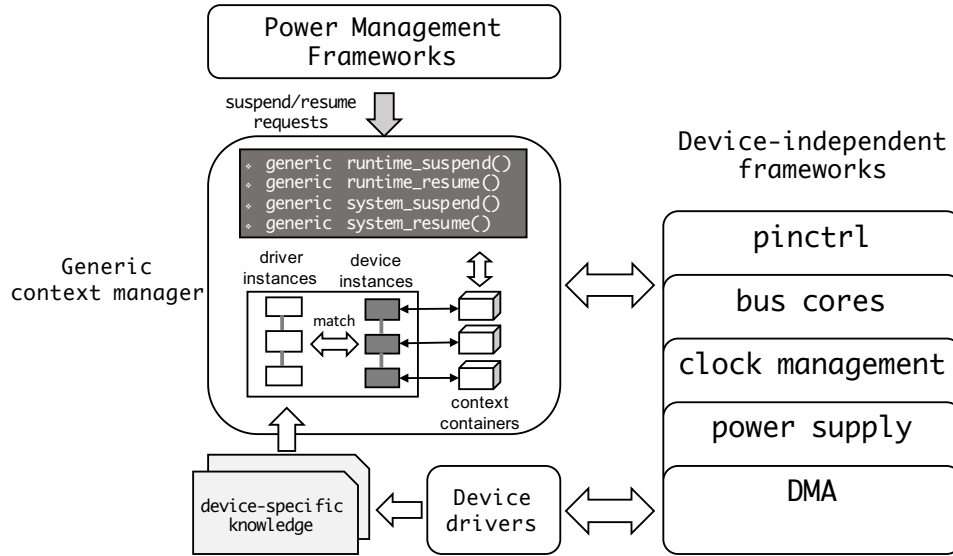 Power Management
Frameworks
suspend/resume
requests
❖ generic runtime_suspend()
❖ generic runtime_resume()
❖ generic system_suspend()
❖ generic system_resume()
Generic
context manager
driver
instances
device
instances
match
context
containers
device-specific
knowledge
Device
drivers
Device-independent
frameworks
pinctrl
bus cores
clock management
power supply
DMA